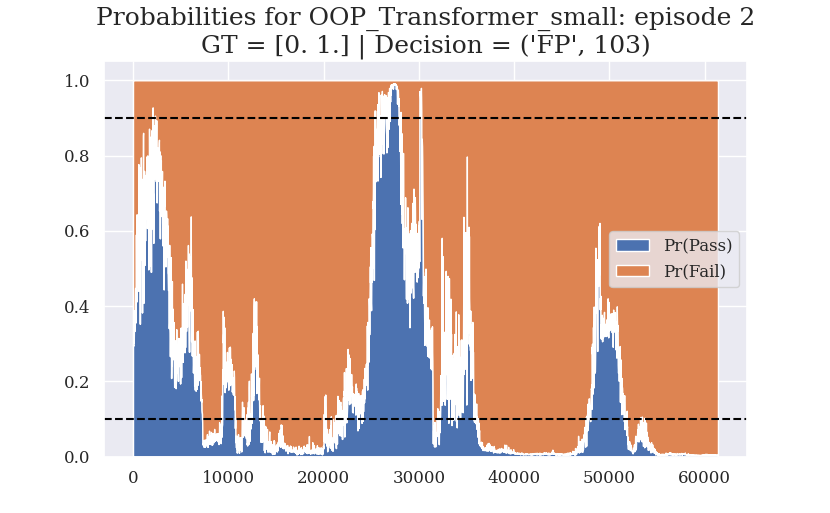 Probabilities for OOP_Transformer_small: episode 2
GT = [0. 1.] | Decision = ('FP', 103)
1.0
0.8
0.6
0.4
0.2
0.0
Pr(Pass)
Pr(Fail)
0 10000 20000 30000 40000 50000 60000